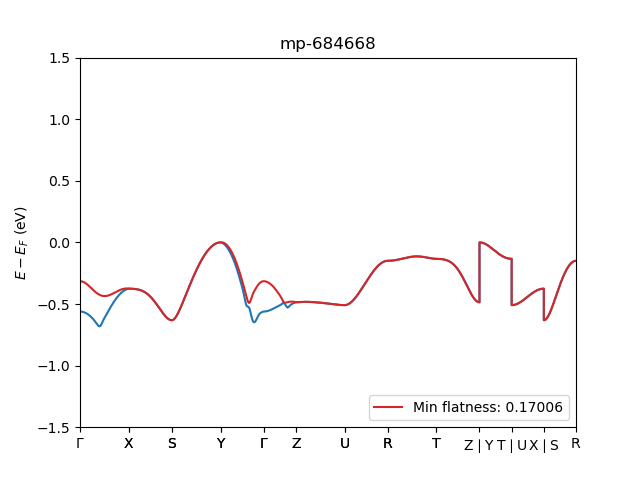 mp-684668
1.5
1.0
0.5
0.0
−0.5
−1.0
−1.5
E − E_F (eV)
Min flatness: 0.17006
Γ X S Y Γ Z U R T Z | Y T | U X | S R